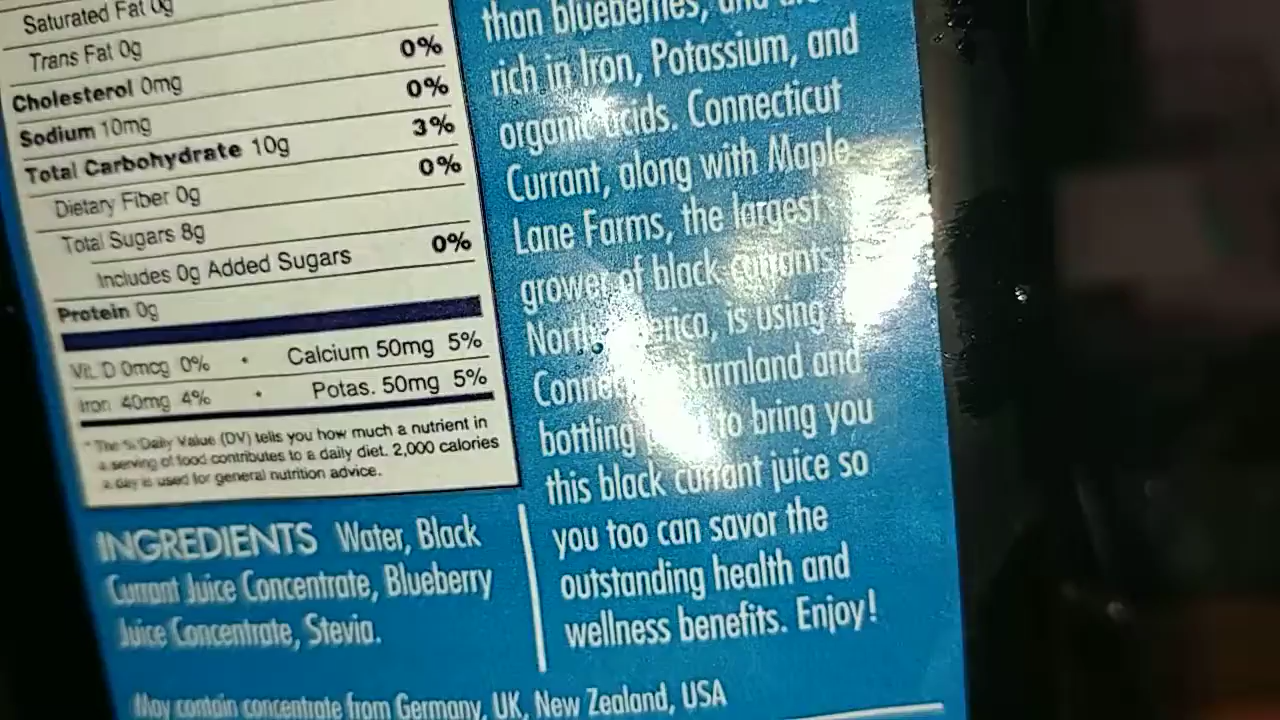 Saturated Fat 0g
Trans Fat 0g 0%
Cholesterol 0mg 0%
Sodium 10mg 3%
Total Carbohydrate 10g 0%
Dietary Fiber 0g
Total Sugars 8g
Includes 0g Added Sugars 0%
Protein 0g
Vit. D 0mcg 0% • Calcium 50mg 5%
Iron 40mg 4% • Potas. 50mg 5%
* The % Daily Value (DV) tells you how much a nutrient in
a serving of food contributes to a daily diet. 2,000 calories
a day is used for general nutrition advice.
INGREDIENTS Water, Black
Currant Juice Concentrate, Blueberry
Juice Concentrate, Stevia.
than blueberries, and
rich in Iron, Potassium, and
organic acids. Connecticut
Currant, along with Maple
Lane Farms, the largest
grower of black currants
North America, is using
farmland and
bottling to bring you
this black currant juice so
you too can savor the
outstanding health and
wellness benefits. Enjoy!
May contain concentrate from Germany, UK, New Zealand, USA